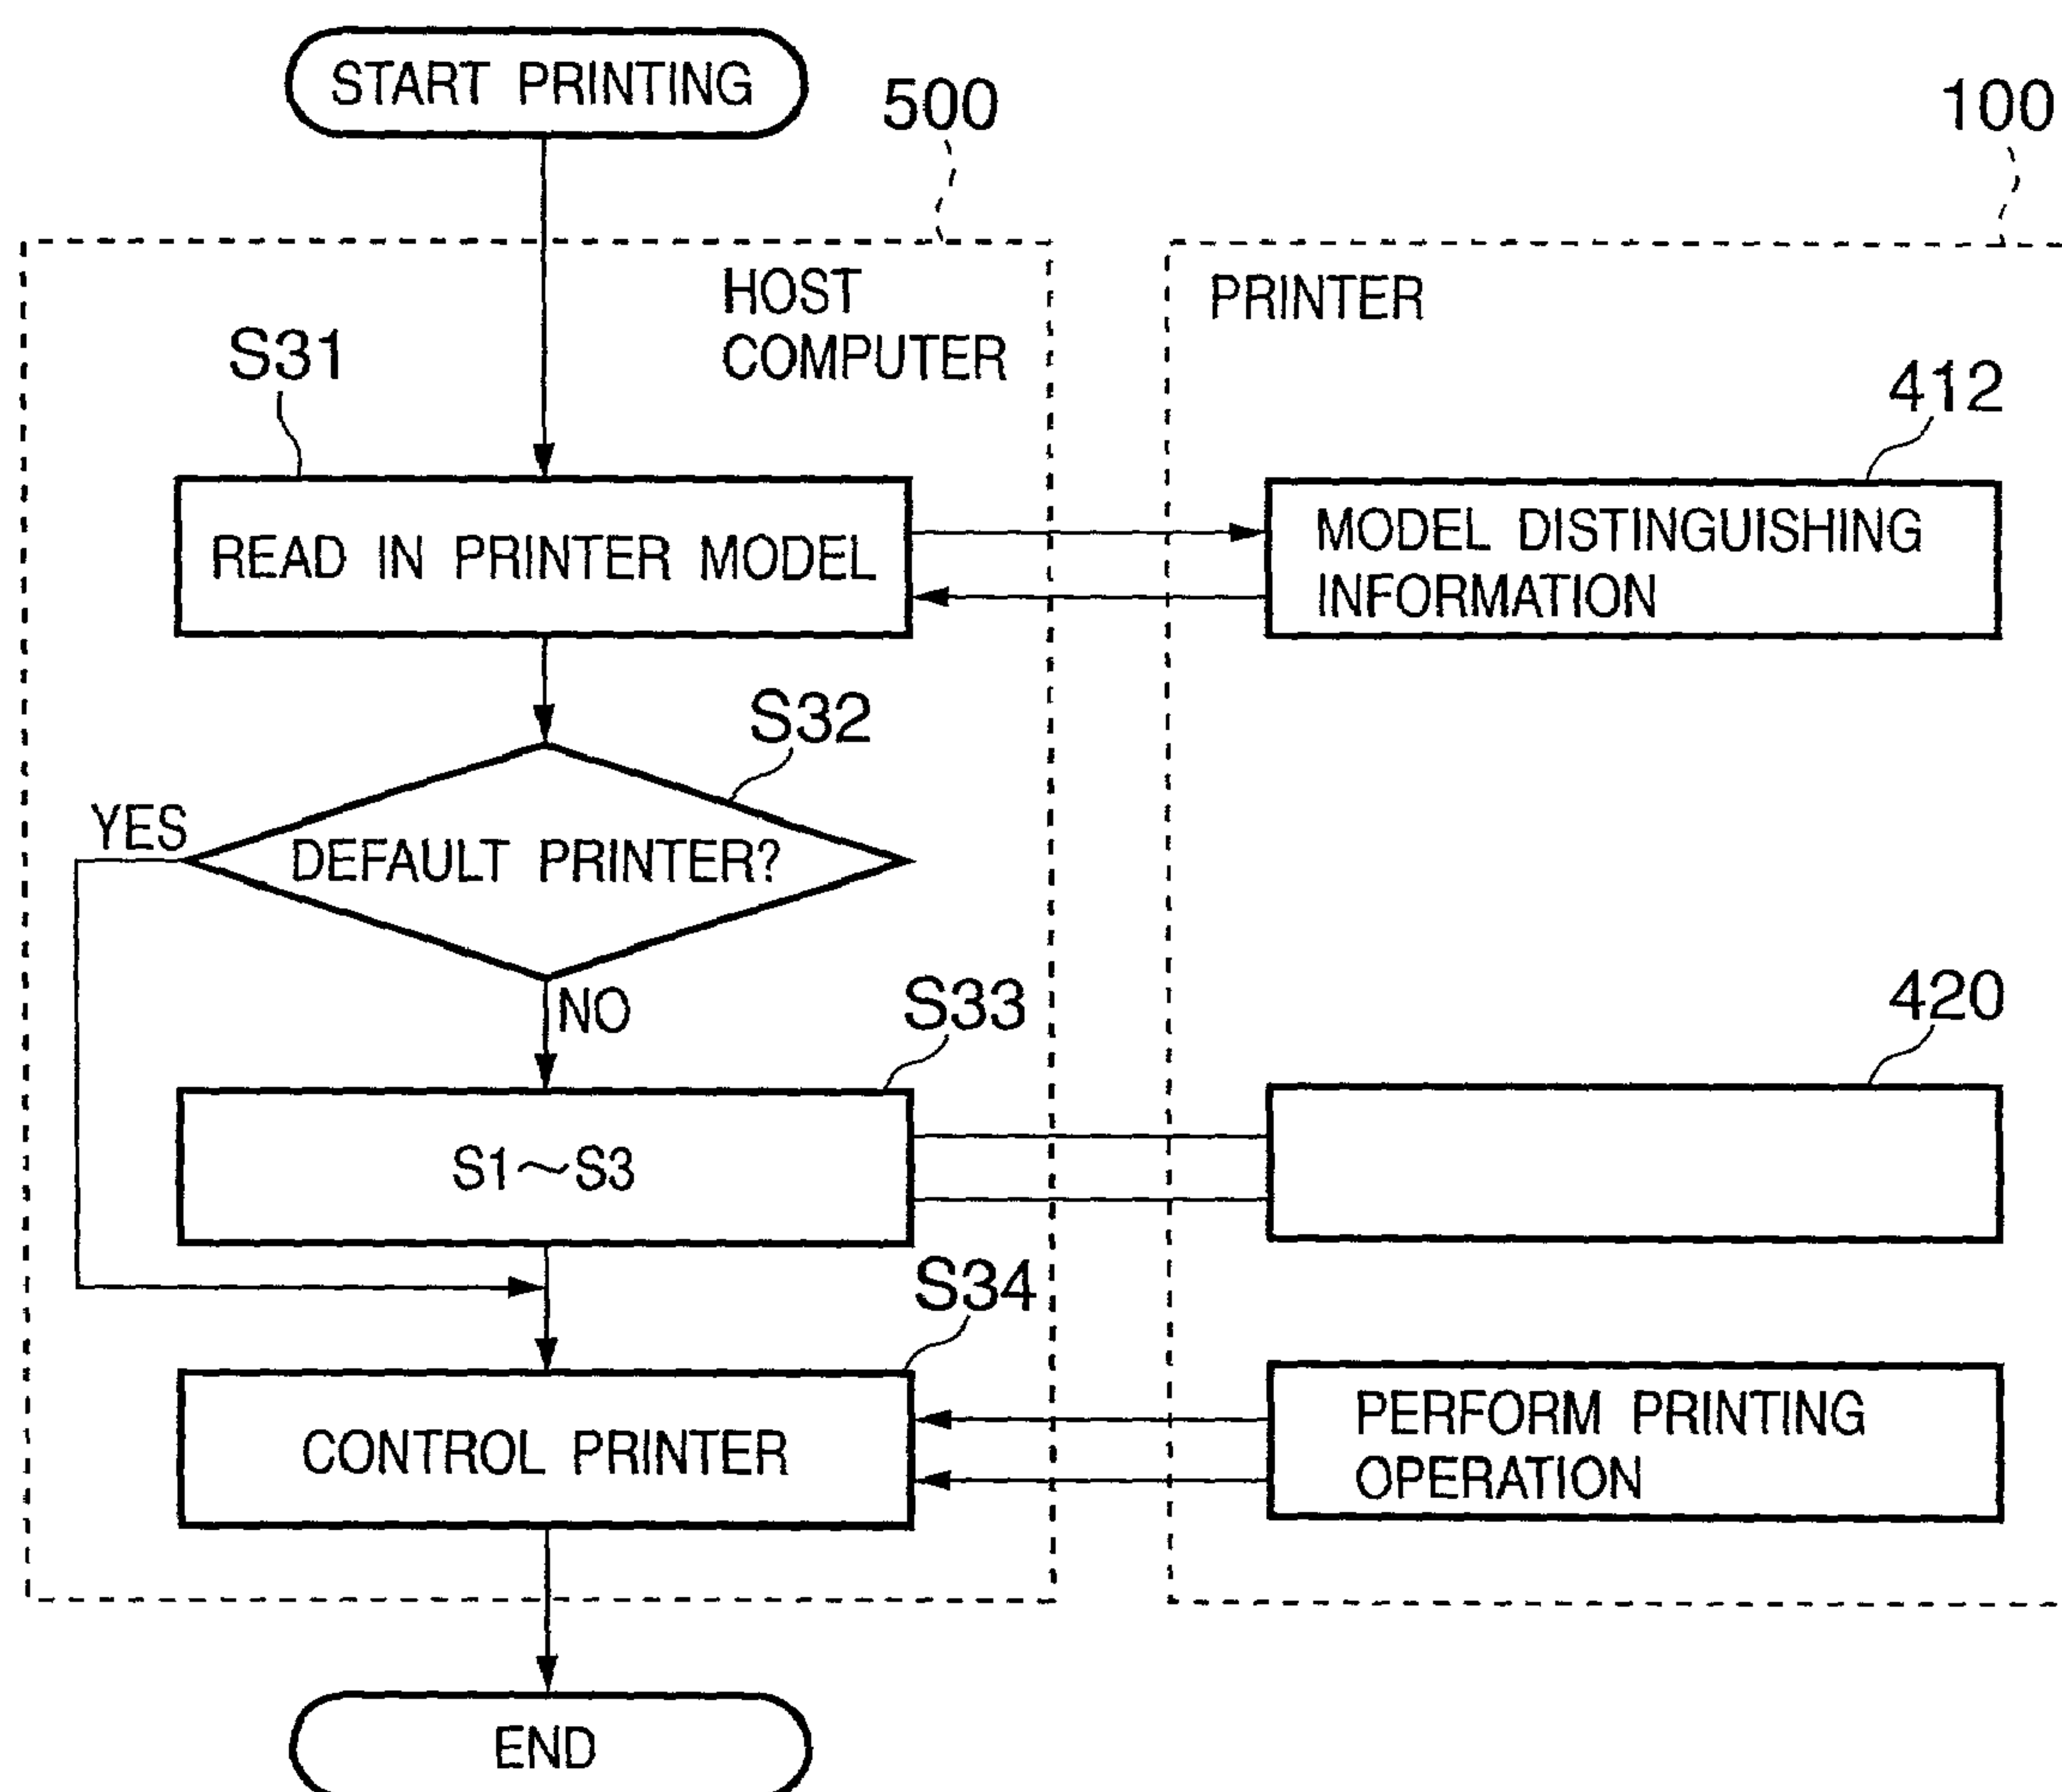 START PRINTING
500
100
HOST
COMPUTER
PRINTER
S31
412
READ IN PRINTER MODEL
MODEL DISTINGUISHING
INFORMATION
S32
YES
DEFAULT PRINTER?
NO
S33
420
S1～S3
S34
CONTROL PRINTER
PERFORM PRINTING
OPERATION
END